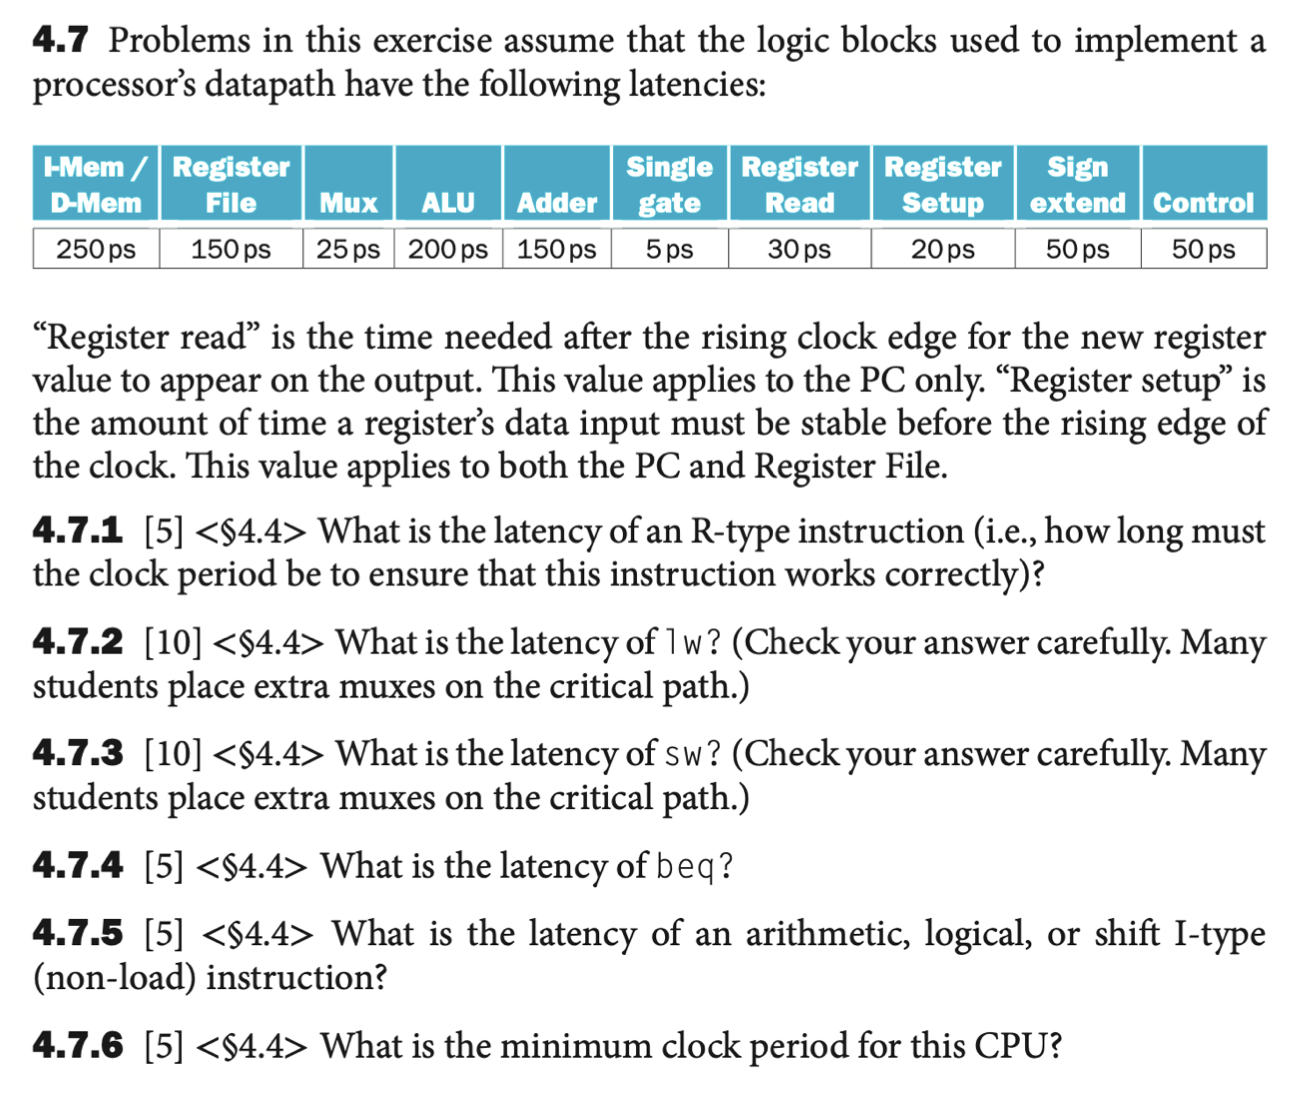 4.7 Problems in this exercise assume that the logic blocks used to implement a
processor’s datapath have the following latencies:
I-Mem / D-Mem Register File Mux ALU Adder Single gate Register Read Register Setup Sign extend Control
250 ps 150 ps 25 ps 200 ps 150 ps 5 ps 30 ps 20 ps 50 ps 50 ps
“Register read” is the time needed after the rising clock edge for the new register
value to appear on the output. This value applies to the PC only. “Register setup” is
the amount of time a register’s data input must be stable before the rising edge of
the clock. This value applies to both the PC and Register File.
4.7.1 [5] <§4.4> What is the latency of an R-type instruction (i.e., how long must
the clock period be to ensure that this instruction works correctly)?
4.7.2 [10] <§4.4> What is the latency of lw? (Check your answer carefully. Many
students place extra muxes on the critical path.)
4.7.3 [10] <§4.4> What is the latency of sw? (Check your answer carefully. Many
students place extra muxes on the critical path.)
4.7.4 [5] <§4.4> What is the latency of beq?
4.7.5 [5] <§4.4> What is the latency of an arithmetic, logical, or shift I-type
(non-load) instruction?
4.7.6 [5] <§4.4> What is the minimum clock period for this CPU?